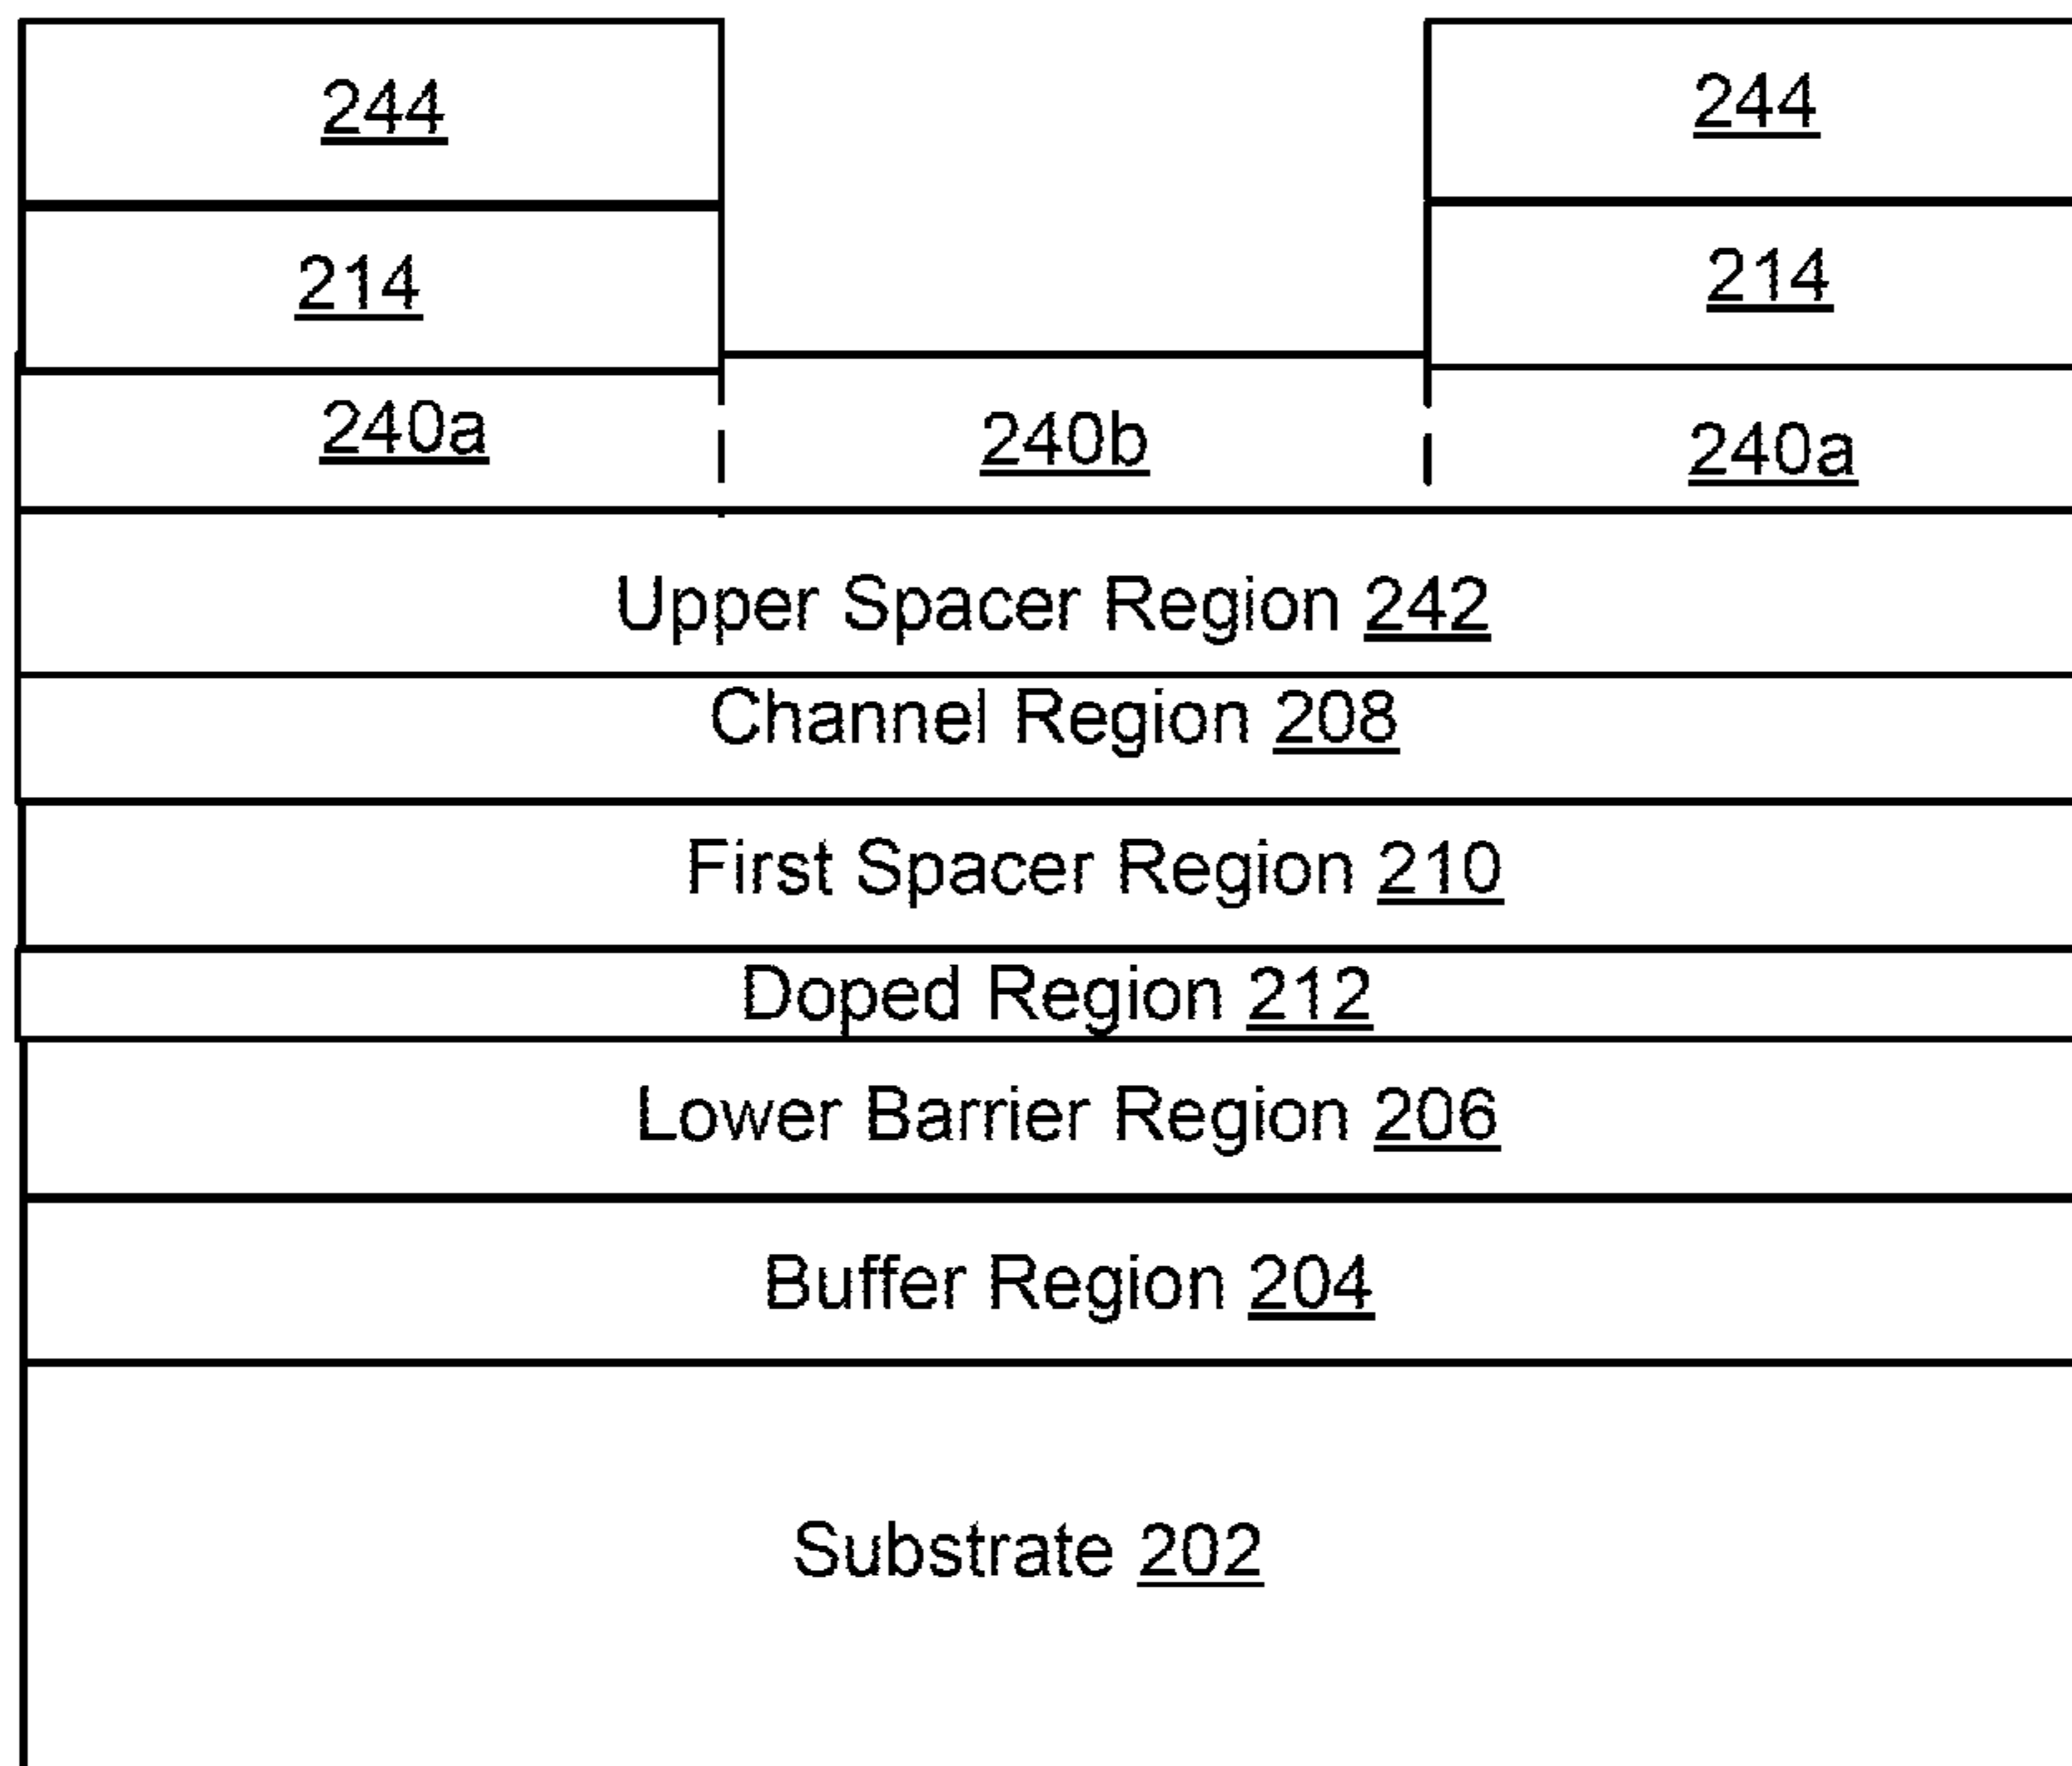 244 244
214 214
240a 240b 240a
Upper Spacer Region 242
Channel Region 208
First Spacer Region 210
Doped Region 212
Lower Barrier Region 206
Buffer Region 204
Substrate 202